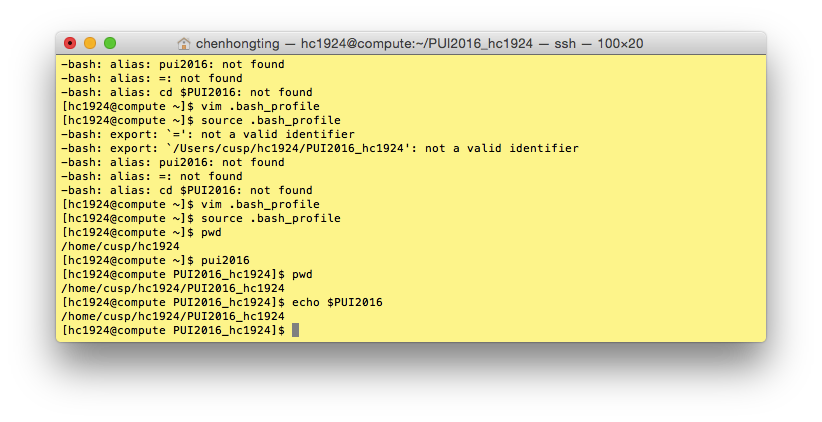 chenhongting — hc1924@compute:~/PUI2016_hc1924 — ssh — 100×20
-bash: alias: pui2016: not found
-bash: alias: =: not found
-bash: alias: cd $PUI2016: not found
[hc1924@compute ~]$ vim .bash_profile
[hc1924@compute ~]$ source .bash_profile
-bash: export: `=': not a valid identifier
-bash: export: `/Users/cusp/hc1924/PUI2016_hc1924': not a valid identifier
-bash: alias: pui2016: not found
-bash: alias: =: not found
-bash: alias: cd $PUI2016: not found
[hc1924@compute ~]$ vim .bash_profile
[hc1924@compute ~]$ source .bash_profile
[hc1924@compute ~]$ pwd
/home/cusp/hc1924
[hc1924@compute ~]$ pui2016
[hc1924@compute PUI2016_hc1924]$ pwd
/home/cusp/hc1924/PUI2016_hc1924
[hc1924@compute PUI2016_hc1924]$ echo $PUI2016
/home/cusp/hc1924/PUI2016_hc1924
[hc1924@compute PUI2016_hc1924]$